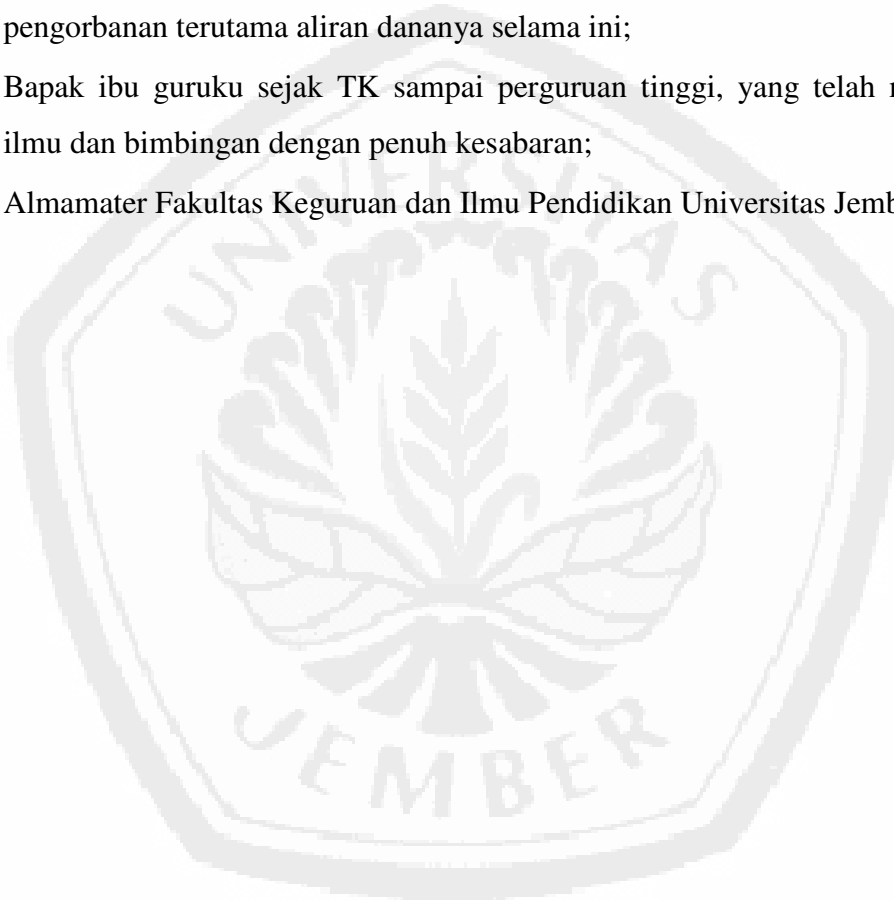 pengorbanan terutama aliran dananya selama ini;
Bapak ibu guruku sejak TK sampai perguruan tinggi, yang telah
ilmu dan bimbingan dengan penuh kesabaran;
Almamater Fakultas Keguruan dan Ilmu Pendidikan Universitas
UNIVERSITAS
JEMBER